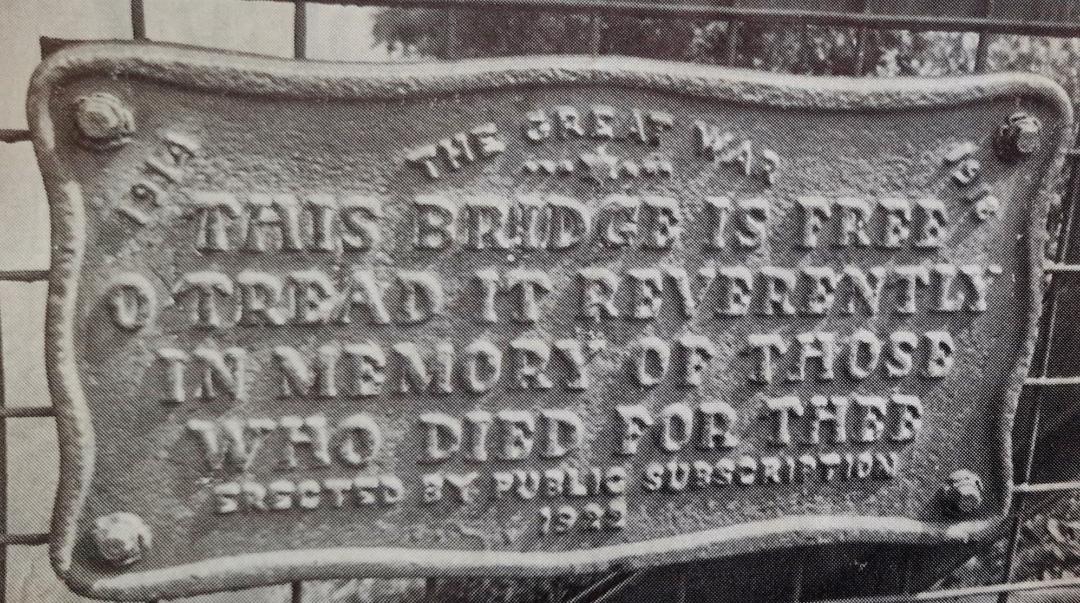 THE GREAT WAR
1914 1918
THIS BRIDGE IS FREE
O TREAD IT REVERENTLY
IN MEMORY OF THOSE
WHO DIED FOR THEE
ERECTED BY PUBLIC SUBSCRIPTION
1922